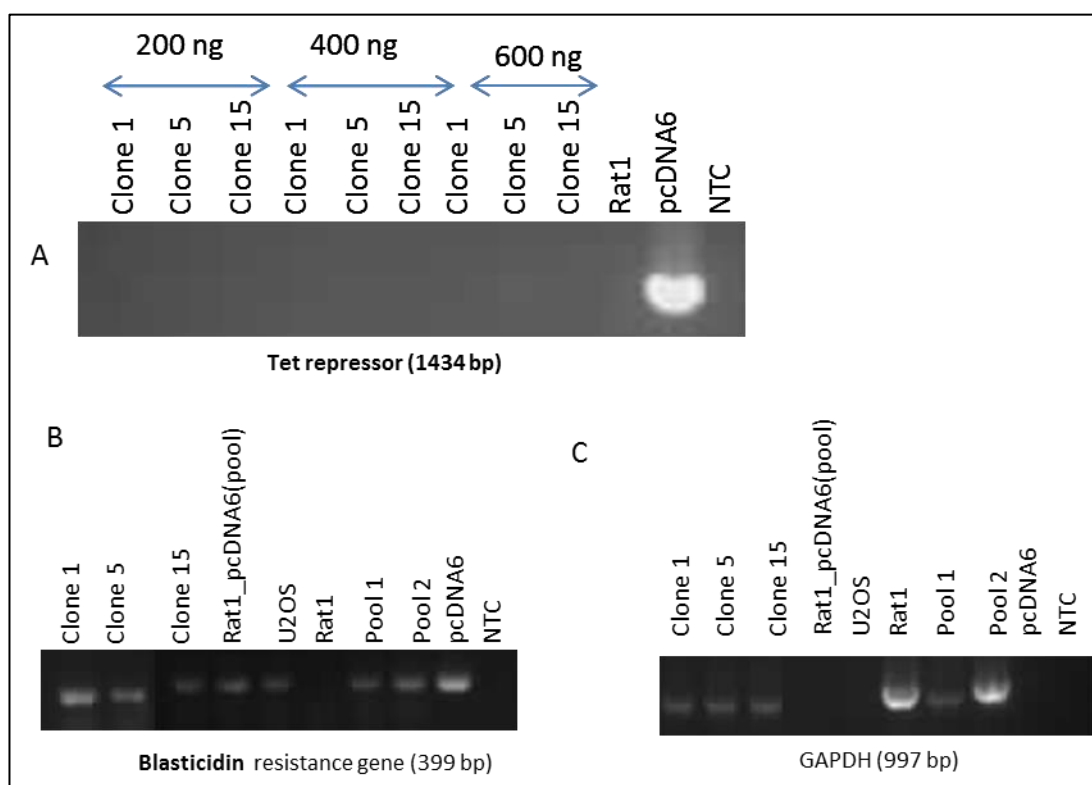 200 ng
400 ng
600 ng
Clone 1
Clone 5
Clone 15
Clone 1
Clone 5
Clone 15
Clone 1
Clone 5
Clone 15
Rat1
pcDNA6
NTC
A
Tet repressor (1434 bp)
B
Clone 1
Clone 5
Clone 15
Rat1_pcDNA6(pool)
U2OS
Rat1
Pool 1
Pool 2
pcDNA6
NTC
Blasticidin resistance gene (399 bp)
C
Clone 1
Clone 5
Clone 15
Rat1_pcDNA6(pool)
U2OS
Rat1
Pool 1
Pool 2
pcDNA6
NTC
GAPDH (997 bp)